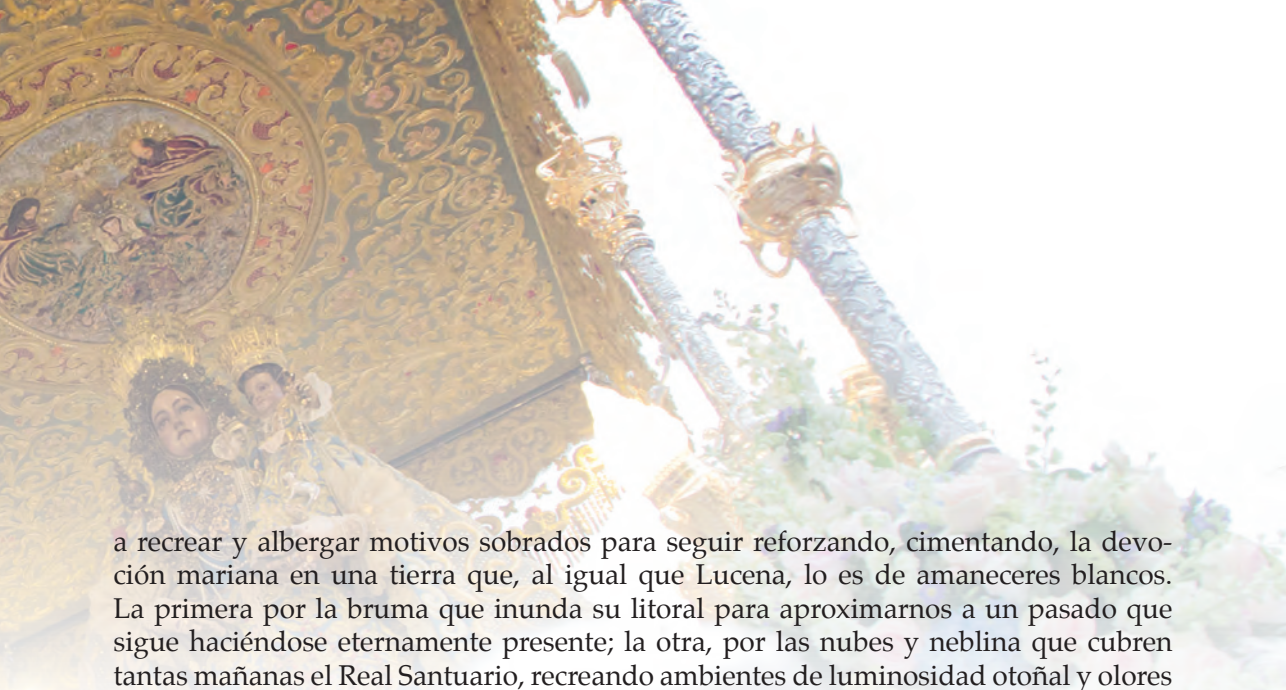 a recrear y albergar motivos sobrados para seguir reforzando, cimentando, la devo-
ción mariana en una tierra que, al igual que Lucena, lo es de amaneceres blancos.
La primera por la bruma que inunda su litoral para aproximarnos a un pasado que
sigue haciéndose eternamente presente; la otra, por las nubes y neblina que cubren
tantas mañanas el Real Santuario, recreando ambientes de luminosidad otoñal y olores